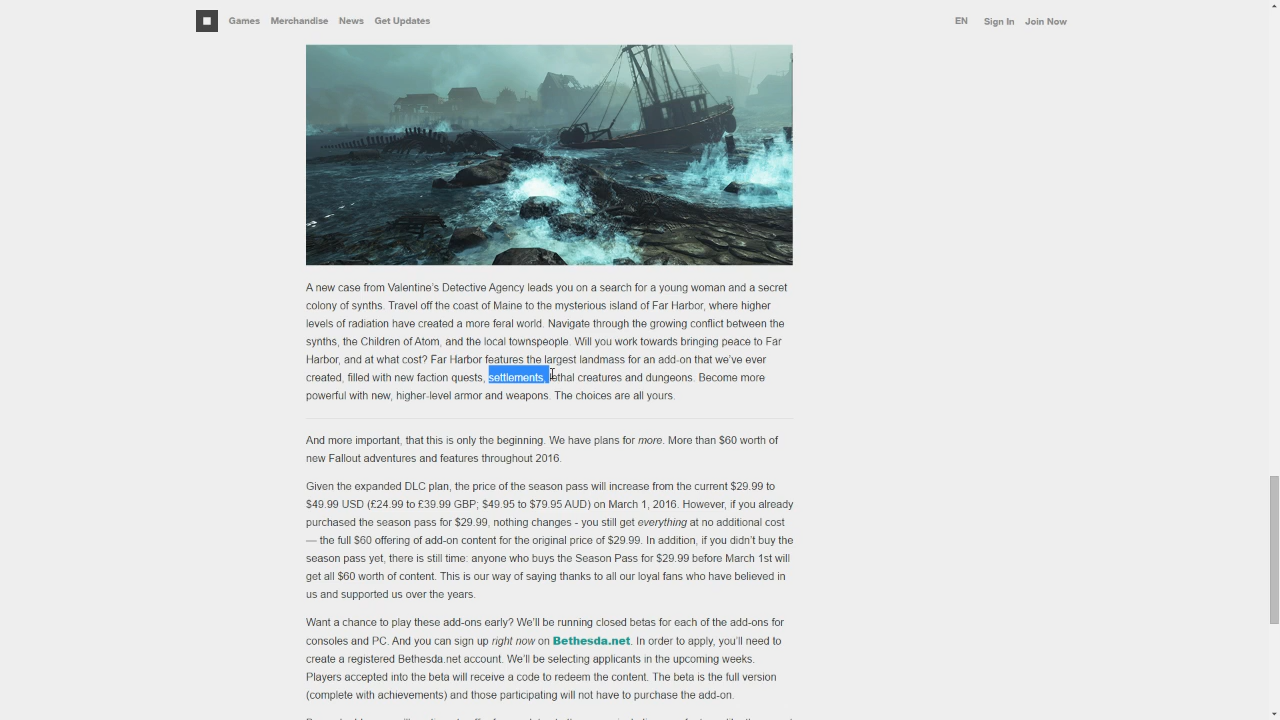 Games Merchandise News Get Updates EN Sign In Join Now
A new case from Valentine's Detective Agency leads you on a search for a young woman and a secret
colony of synths. Travel off the coast of Maine to the mysterious island of Far Harbor, where higher
levels of radiation have created a more feral world. Navigate through the growing conflict between the
synths, the Children of Atom, and the local townspeople. Will you work towards bringing peace to Far
Harbor, and at what cost? Far Harbor features the largest landmass for an add-on that we've ever
created, filled with new faction quests, settlements, lethal creatures and dungeons. Become more
powerful with new, higher-level armor and weapons. The choices are all yours.
And more important, that this is only the beginning. We have plans for more. More than $60 worth of
new Fallout adventures and features throughout 2016.
Given the expanded DLC plan, the price of the season pass will increase from the current $29.99 to
$49.99 USD (£24.99 to £39.99 GBP; $49.95 to $79.95 AUD) on March 1, 2016. However, if you already
purchased the season pass for $29.99, nothing changes - you still get everything at no additional cost
— the full $60 offering of add-on content for the original price of $29.99. In addition, if you didn't buy the
season pass yet, there is still time: anyone who buys the Season Pass for $29.99 before March 1st will
get all $60 worth of content. This is our way of saying thanks to all our loyal fans who have believed in
us and supported us over the years.
Want a chance to play these add-ons early? We'll be running closed betas for each of the add-ons for
consoles and PC. And you can sign up right now on Bethesda.net. In order to apply, you'll need to
create a registered Bethesda.net account. We'll be selecting applicants in the upcoming weeks.
Players accepted into the beta will receive a code to redeem the content. The beta is the full version
(complete with achievements) and those participating will not have to purchase the add-on.